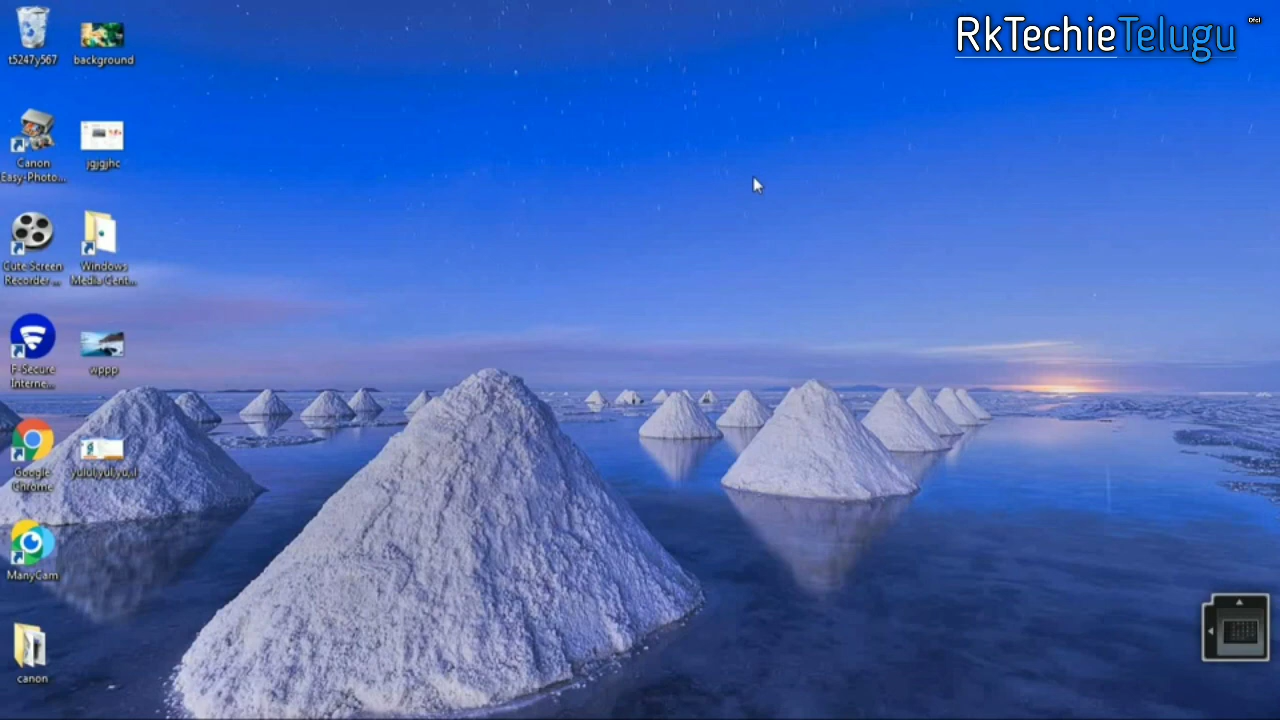 RkTechieTelugu
t5247y567
background
Canon
Easy-Photo...
jgjgjhc
Cute Screen
Recorder ...
Windows
Media Cent...
F-Secure
Interne...
wppp
Google
Chrome
ManyCam
canon